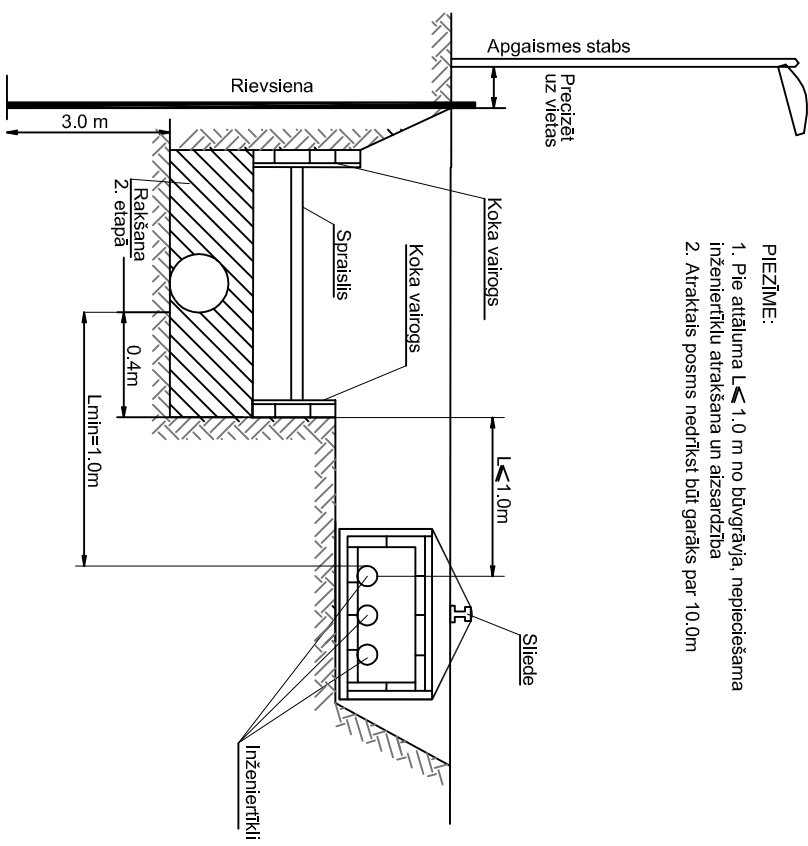 Apgaismes stabs
Precizēt
uz vietas
Rievsiena
3.0 m
Rakšana
2. etapā
Koka vairogs
Spraislis
Koka vairogs
0.4m
Lmin=1.0m
L⩽1.0m
Sliede
Inženiertīkli
PIEZĪME:
1. Pie attāluma L⩽1.0 m no būvgrāvja, nepieciešama
inženiertīklu atrakšana un aizsardzība
2. Atraktais posms nedrīkst būt garāks par 10.0m